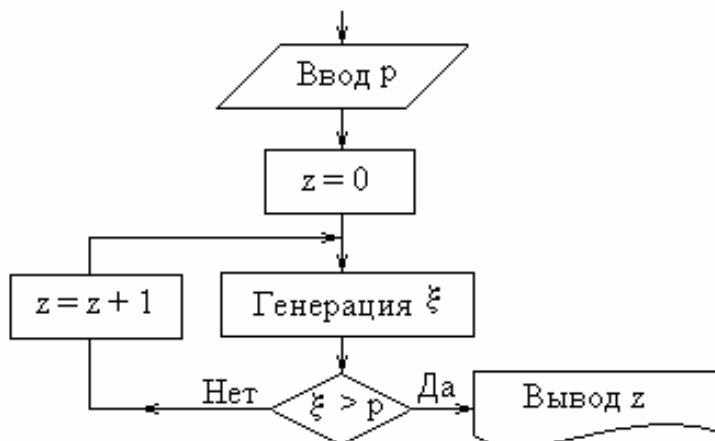 Ввод p
z = 0
z = z + 1
Генерация ξ
Нет
ξ > p
Да
Вывод z